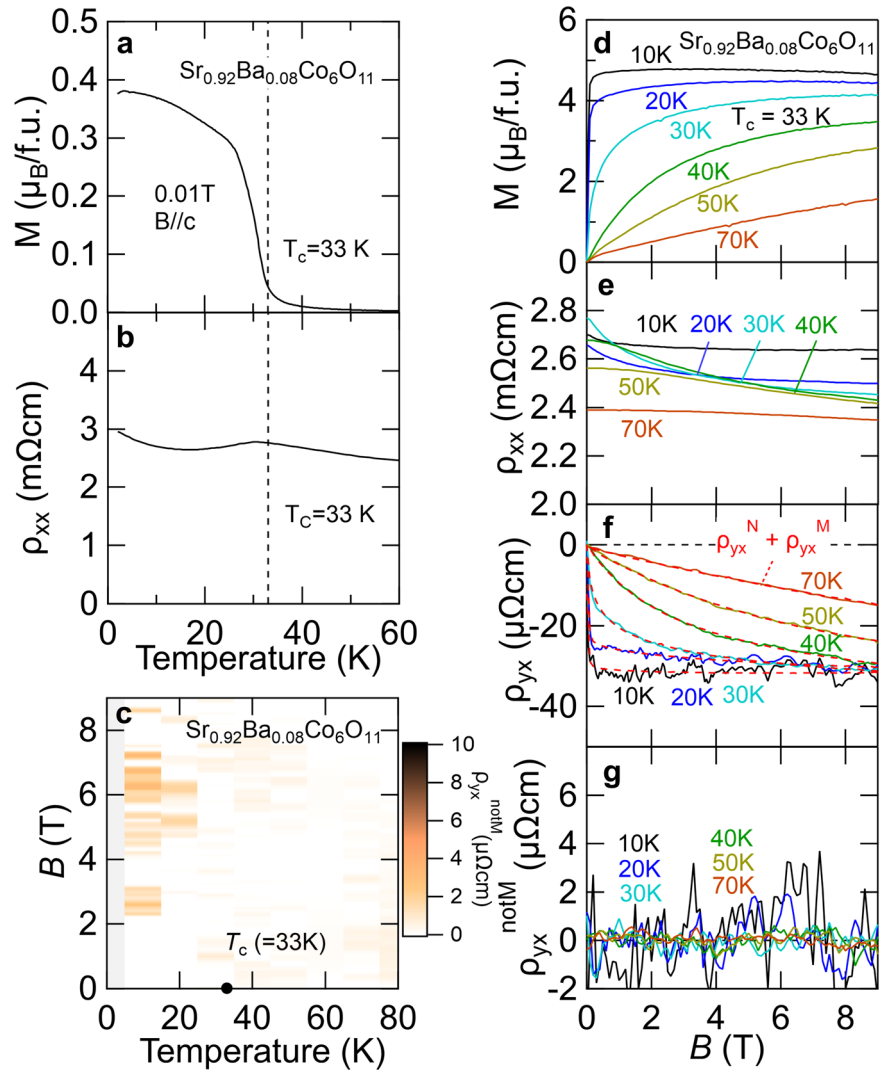 a
Sr0.92Ba0.08Co6O11
0.01T
B//c
Tc=33 K
M (μB/f.u.)
0.5
0.4
0.3
0.2
0.1
0.0
b
TC=33 K
ρxx (mΩcm)
4
3
2
1
0
0 20 40 60
Temperature (K)
c
Sr0.92Ba0.08Co6O11
Tc (=33K)
B (T)
8
6
4
2
0
0 20 40 60 80
Temperature (K)
10
8
6
4
2
0
ρyx notM (μΩcm)
d
Sr0.92Ba0.08Co6O11
10K
20K
30K
Tc = 33 K
40K
50K
70K
M (μB/f.u.)
6
4
2
0
e
10K 20K 30K 40K
50K
70K
ρxx (mΩcm)
2.8
2.6
2.4
2.2
2.0
f
ρyxN + ρyxM
70K
50K
40K
10K 20K 30K
ρyx (μΩcm)
0
-20
-40
g
10K 40K
20K 50K
30K 70K
ρyx notM (μΩcm)
6
4
2
0
-2
0 2 4 6 8
B (T)